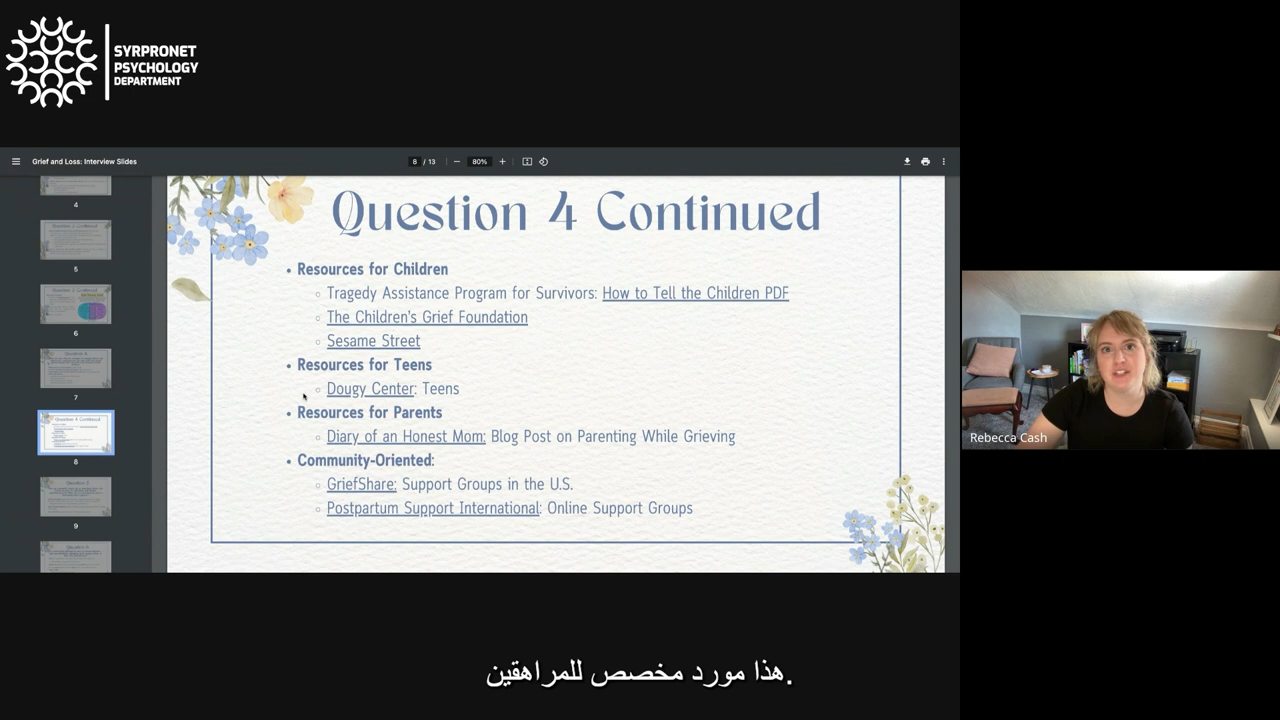 SYRPRONET
PSYCHOLOGY
DEPARTMENT
Grief and Loss: Interview Slides
8 / 13
80%
4
5
6
7
8
9
Question 4 Continued
• Resources for Children
◦ Tragedy Assistance Program for Survivors: How to Tell the Children PDF
◦ The Children's Grief Foundation
◦ Sesame Street
• Resources for Teens
◦ Dougy Center: Teens
• Resources for Parents
◦ Diary of an Honest Mom: Blog Post on Parenting While Grieving
• Community-Oriented:
◦ GriefShare: Support Groups in the U.S.
◦ Postpartum Support International: Online Support Groups
Rebecca Cash
هذا مورد مخصص للمراهقين.